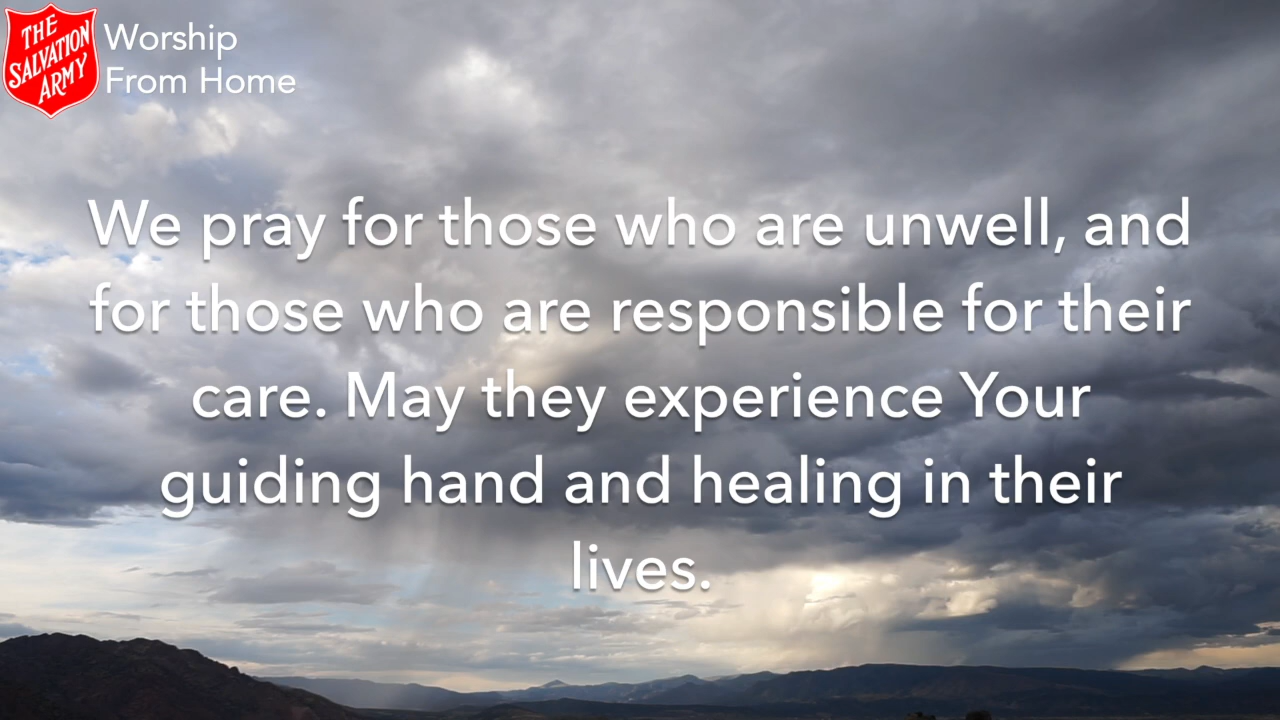 THE
SALVATION
ARMY
Worship
From Home
We pray for those who are unwell, and
for those who are responsible for their
care. May they experience Your
guiding hand and healing in their
lives.